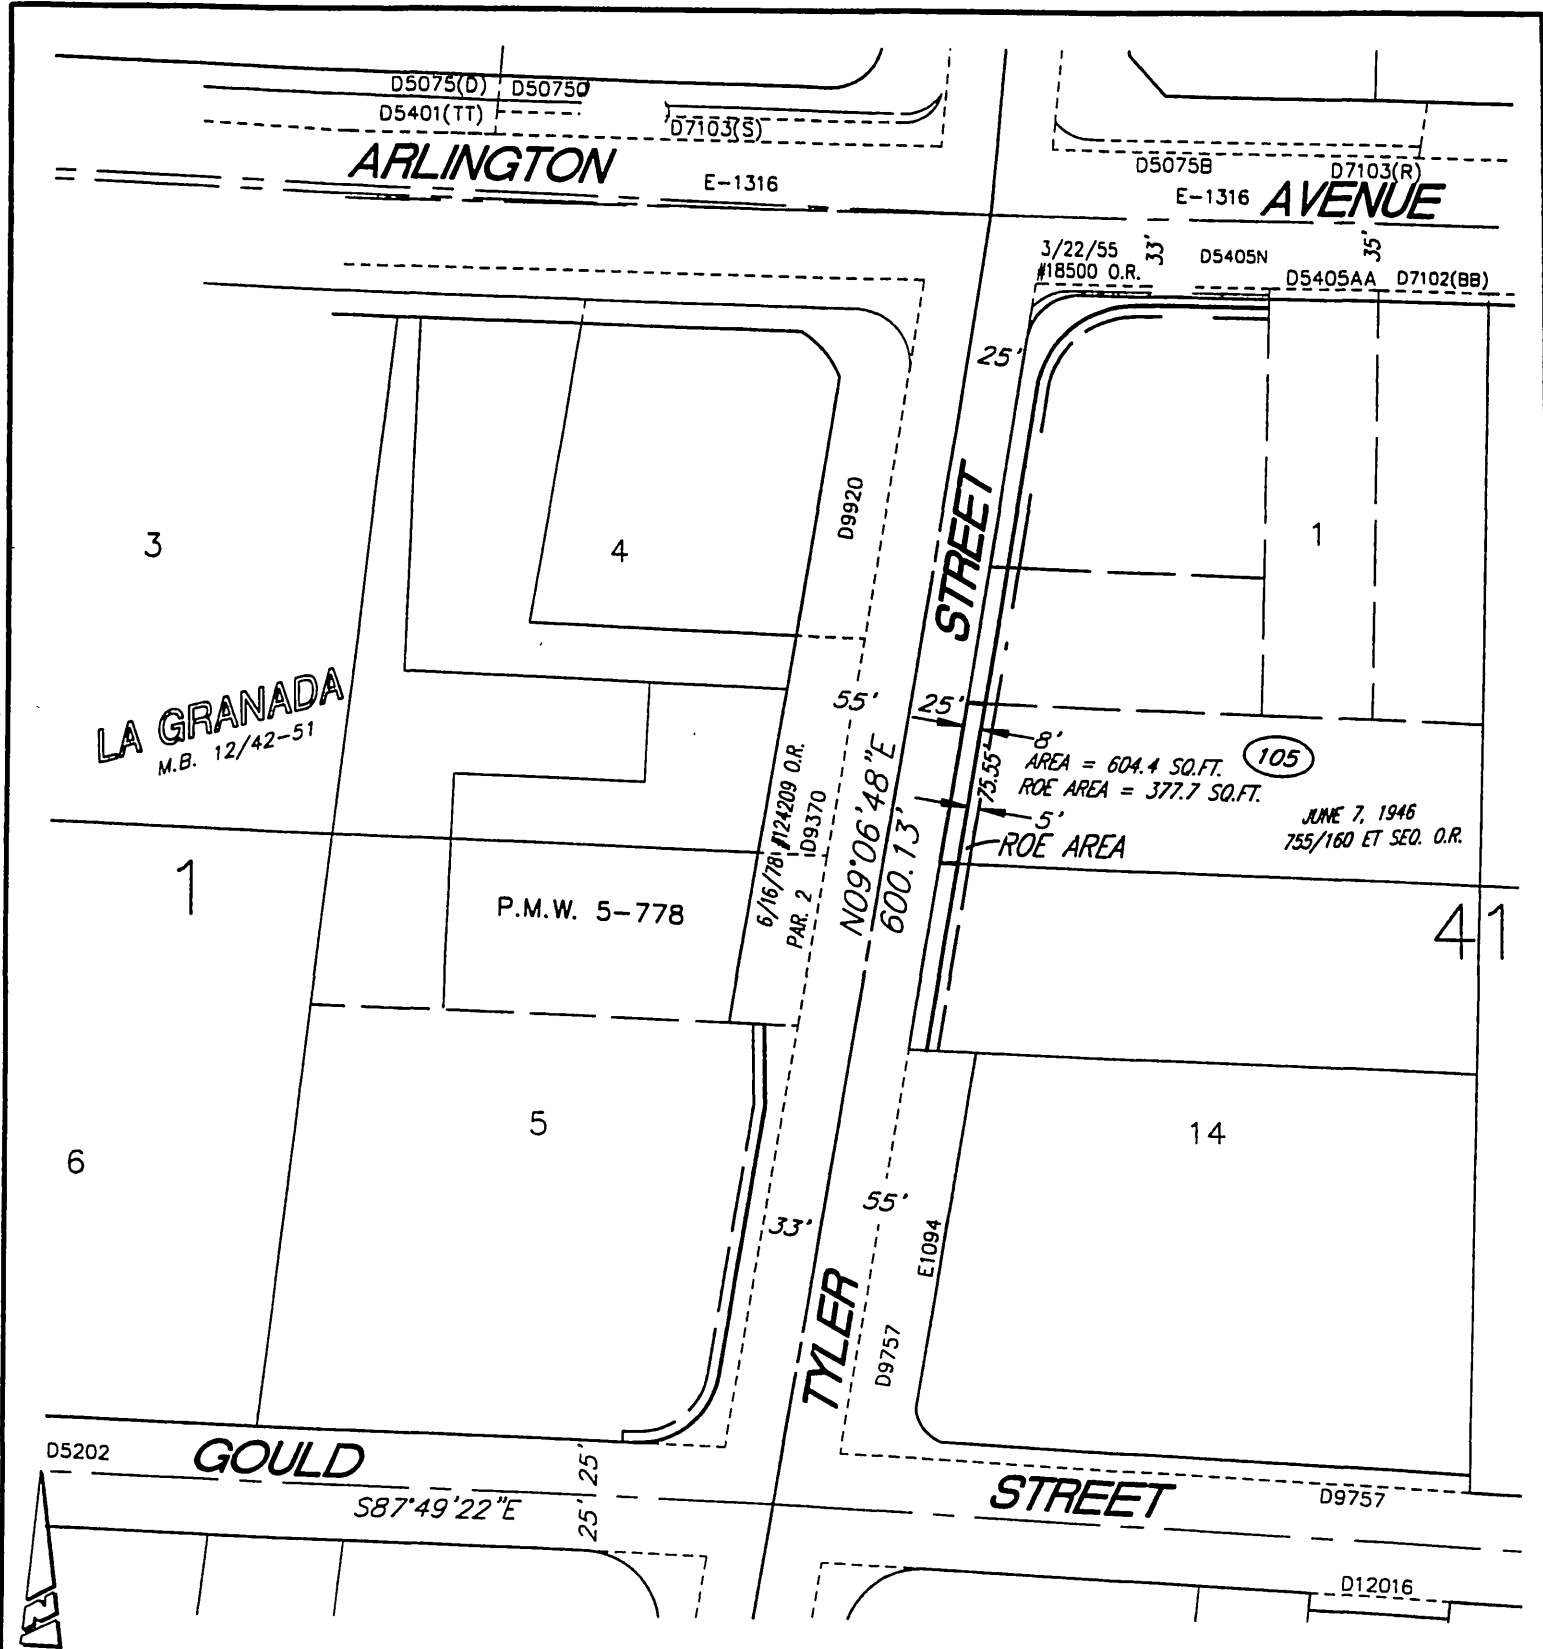 D5075(D) D5075Q
D5401(TT)
D7103(S)
ARLINGTON
E-1316
D5075B
D7103(R)
E-1316 AVENUE
3/22/55
#18500 O.R.
33'
D5405N
35'
D5405AA D7102(BB)
25'
D9920
STREET
3
4
1
LA GRANADA
M.B. 12/42-51
55'
25'
8'
AREA = 604.4 SQ.FT.
ROE AREA = 377.7 SQ.FT.
105
75.55'
5'
ROE AREA
JUNE 7, 1946
755/160 ET SEQ. O.R.
6/16/78 #124209 O.R.
PAR. 2 D9370
N09°06'48"E
600.13'
1
P.M.W. 5-778
41
5
14
6
33'
55'
E1094
D9757
TYLER
D5202
GOULD
25'
S87°49'22"E
25'
STREET
D9757
D12016
N